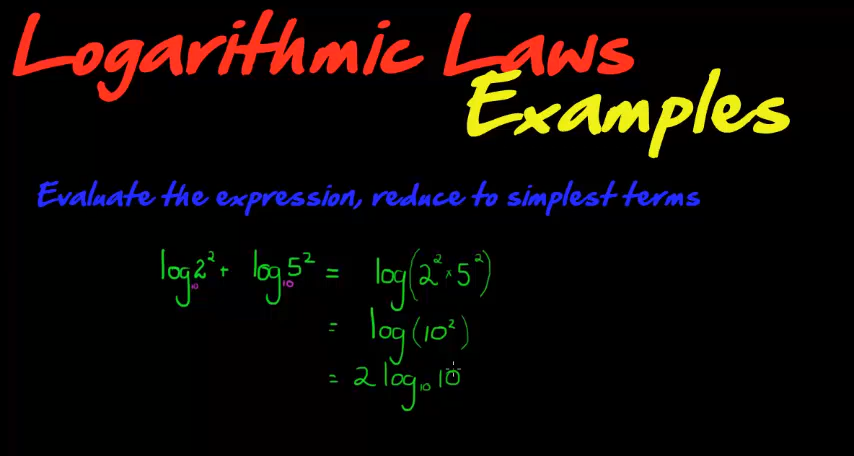 Logarithmic Laws
Examples
Evaluate the expression, reduce to simplest terms
log₁₀2² + log₁₀5² = log(2² × 5²)
= log(10²)
= 2 log₁₀10